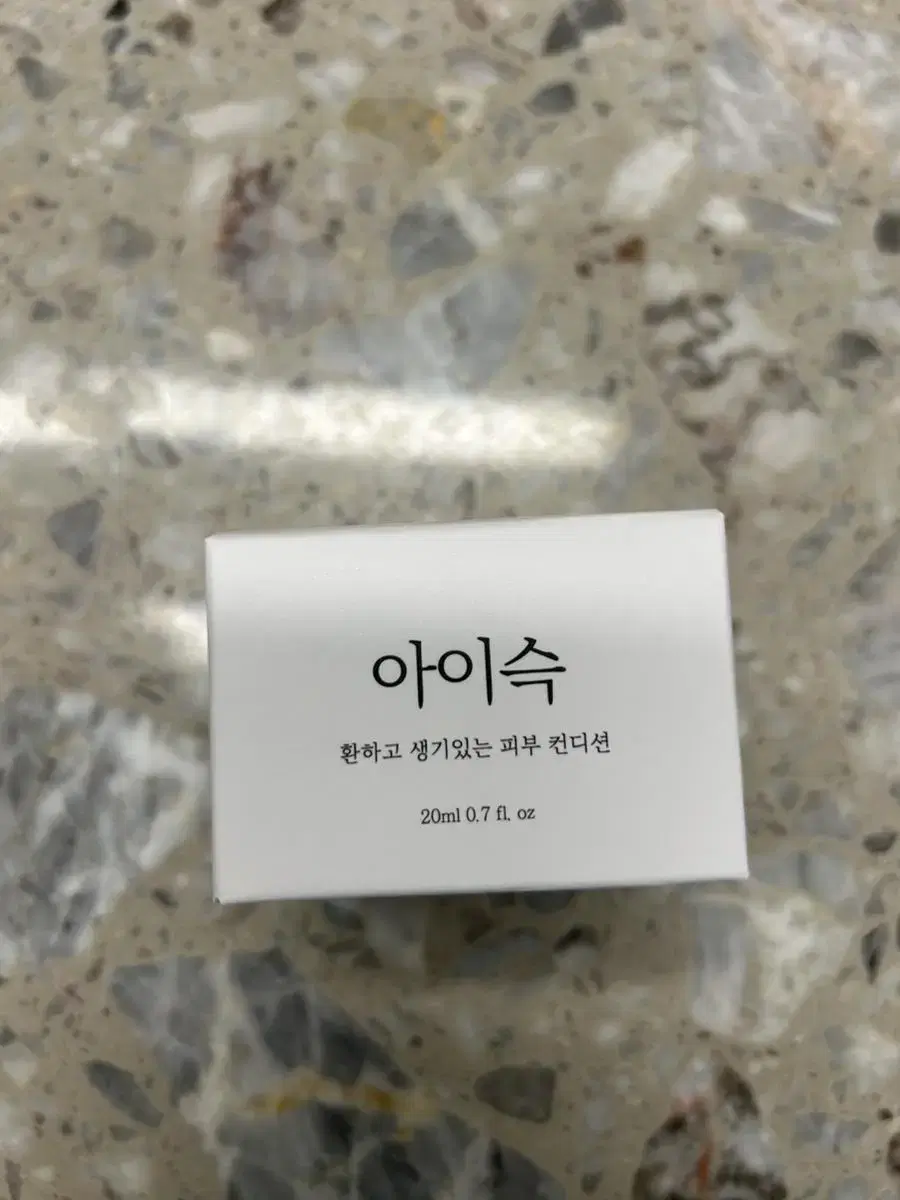 아이슥
환하고 생기있는 피부 컨디션
20ml 0.7 fl. oz